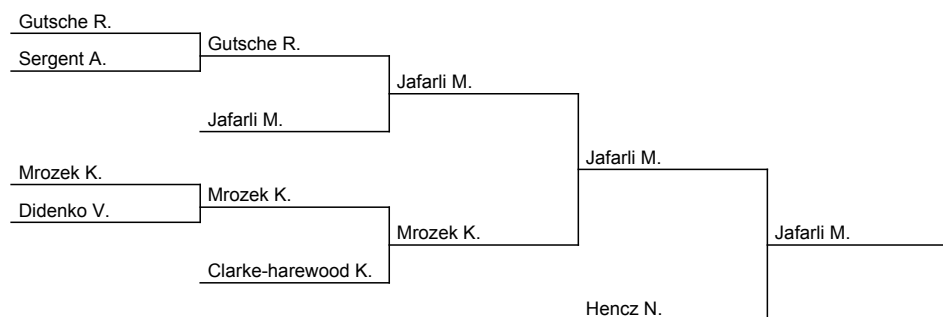 Gutsche R.
Sergent A.
Gutsche R.
Jafarli M.
Jafarli M.
Mrozek K.
Didenko V.
Mrozek K.
Clarke-harewood K.
Mrozek K.
Jafarli M.
Hencz N.
Jafarli M.